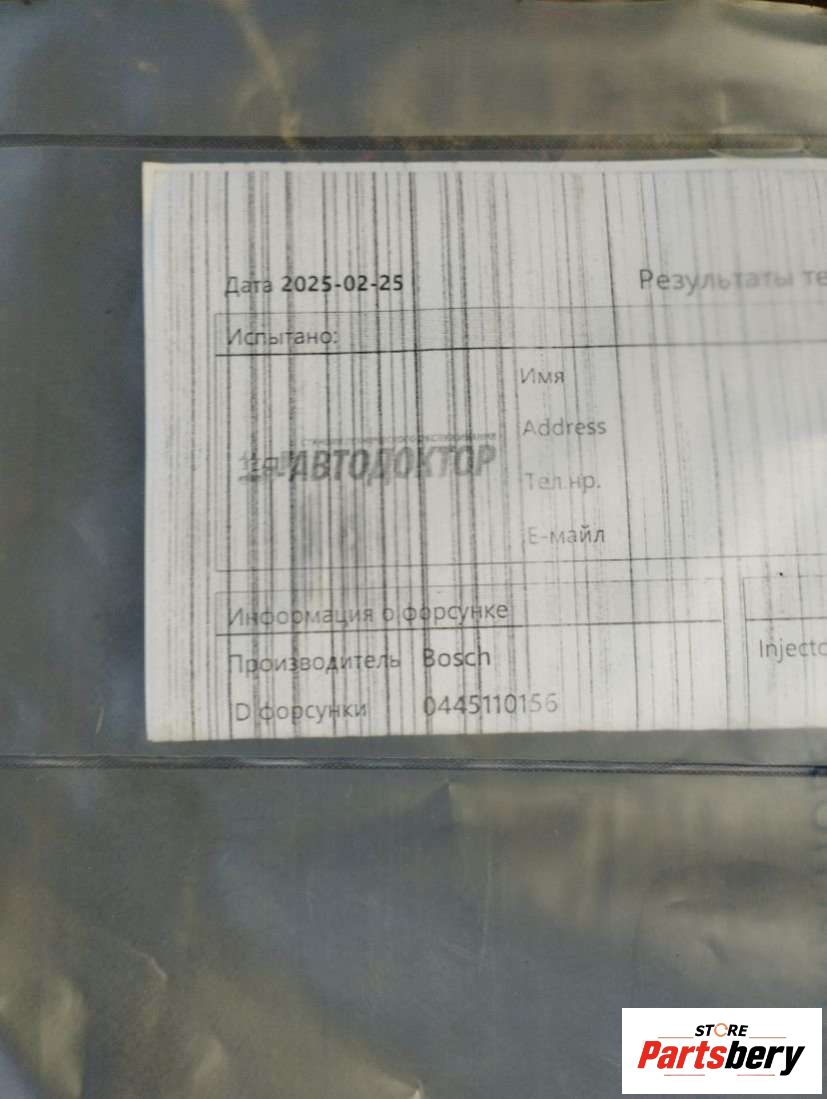 Дата 2025-02-25
Результаты те
Испытано:
Имя
Address
АВТОДОКТОР
Тел.нр.
Е-майл
Информация о форсунке
Производитель Bosch
Injecto
D форсунки 0445110156
STORE
Partsbery